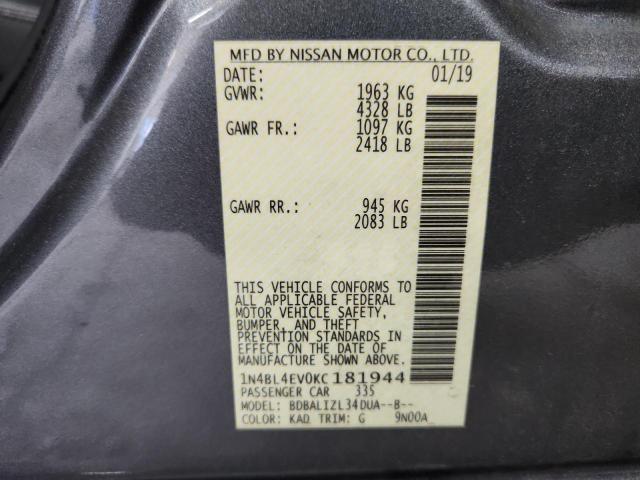 MFD BY NISSAN MOTOR CO., LTD.
DATE: 01/19
GVWR: 1963 KG
4328 LB
GAWR FR.: 1097 KG
2418 LB
GAWR RR.: 945 KG
2083 LB
THIS VEHICLE CONFORMS TO
ALL APPLICABLE FEDERAL
MOTOR VEHICLE SAFETY,
BUMPER, AND THEFT
PREVENTION STANDARDS IN
EFFECT ON THE DATE OF
MANUFACTURE SHOWN ABOVE.
1N4BL4EV0KC181944
PASSENGER CAR 335
MODEL: BDBALIZL34DUA--B--
COLOR: KAD TRIM: G 9N00A